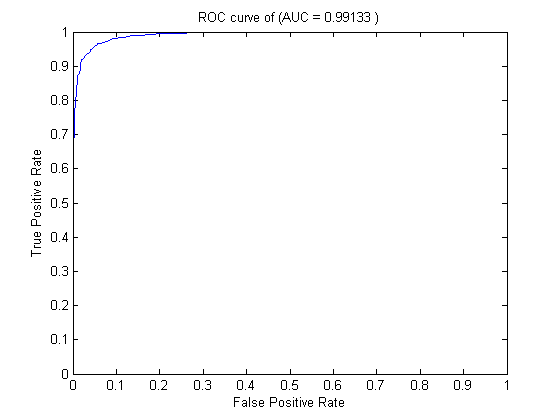 ROC curve of (AUC = 0.99133 )
1
0.9
0.8
0.7
0.6
0.5
0.4
0.3
0.2
0.1
0
True Positive Rate
0 0.1 0.2 0.3 0.4 0.5 0.6 0.7 0.8 0.9 1
False Positive Rate